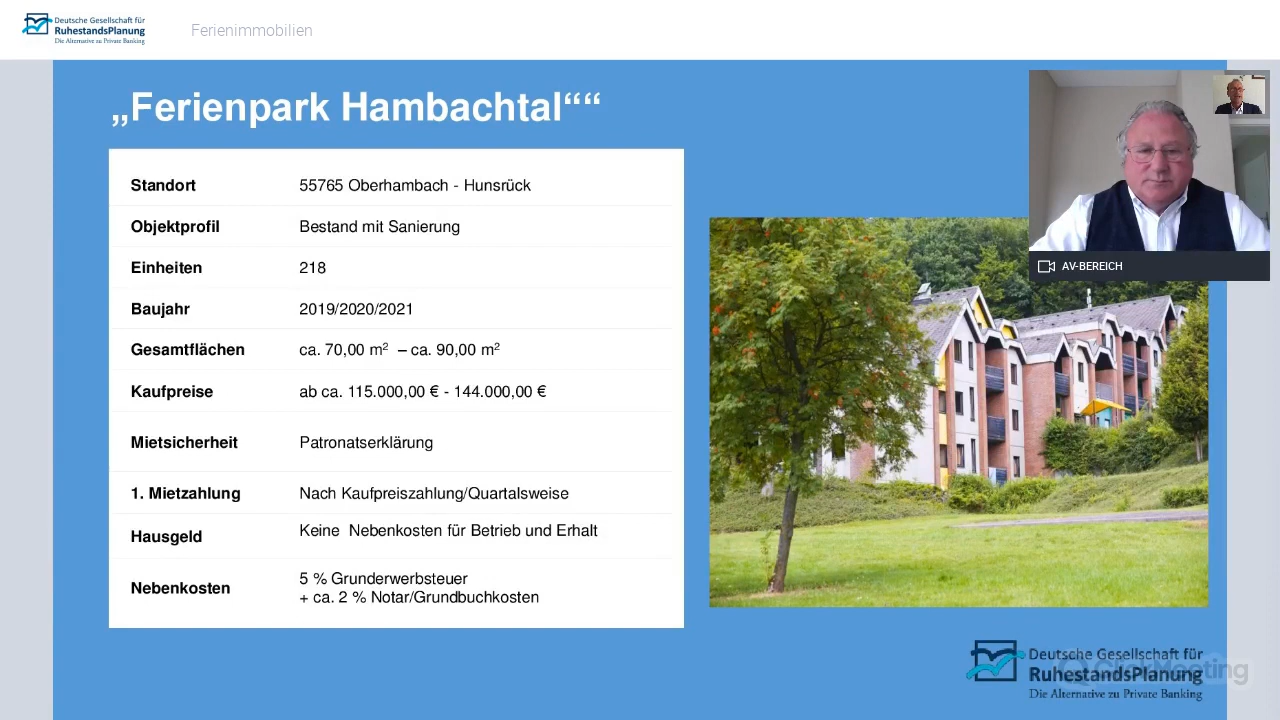 Deutsche Gesellschaft für
RuhestandsPlanung
Die Alternative zu Private Banking
Ferienimmobilien
„Ferienpark Hambachtal““
Standort 55765 Oberhambach - Hunsrück
Objektprofil Bestand mit Sanierung
Einheiten 218
Baujahr 2019/2020/2021
Gesamtflächen ca. 70,00 m² – ca. 90,00 m²
Kaufpreise ab ca. 115.000,00 € - 144.000,00 €
Mietsicherheit Patronatserklärung
1. Mietzahlung Nach Kaufpreiszahlung/Quartalsweise
Hausgeld Keine Nebenkosten für Betrieb und Erhalt
Nebenkosten 5 % Grunderwerbsteuer
+ ca. 2 % Notar/Grundbuchkosten
AV-BEREICH
Deutsche Gesellschaft für
RuhestandsPlanung
Die Alternative zu Private Banking
ClickMeeting